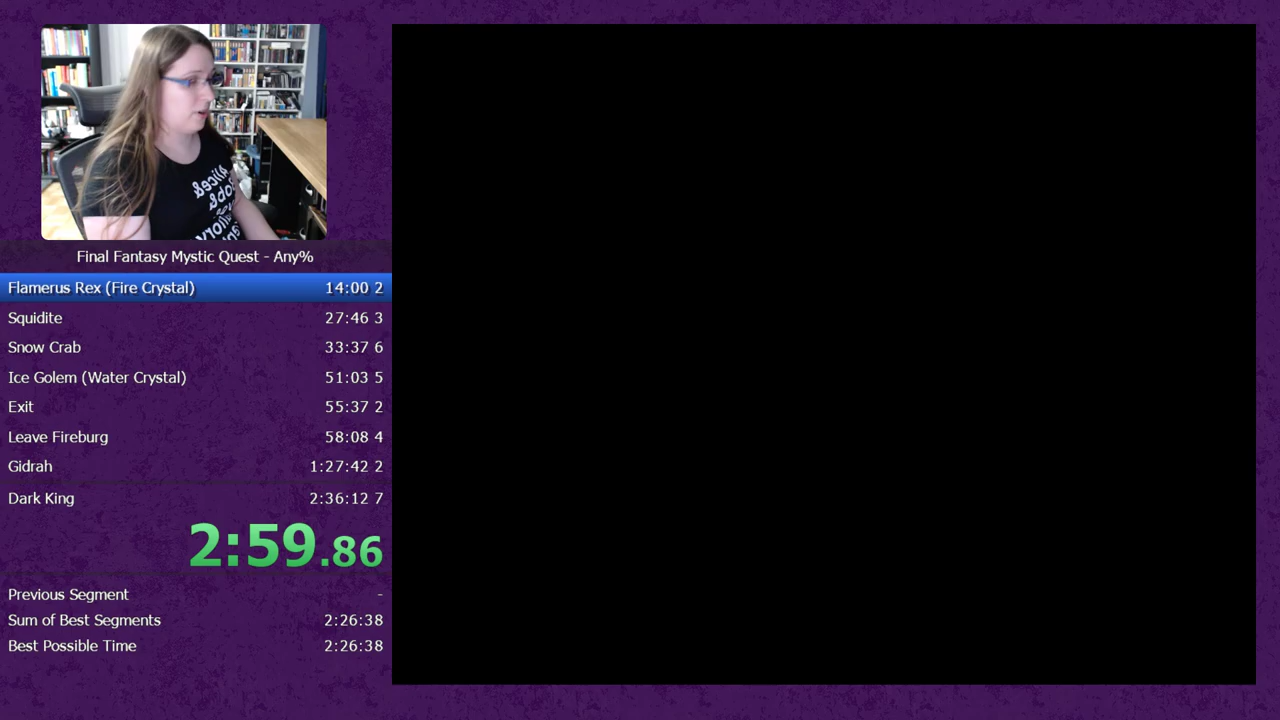 Alice&
Bob&
Final Fantasy Mystic Quest - Any%
Flamerus Rex (Fire Crystal) 14:00 2
Squidite 27:46 3
Snow Crab 33:37 6
Ice Golem (Water Crystal) 51:03 5
Exit 55:37 2
Leave Fireburg 58:08 4
Gidrah 1:27:42 2
Dark King 2:36:12 7
2:59.86
Previous Segment -
Sum of Best Segments 2:26:38
Best Possible Time 2:26:38